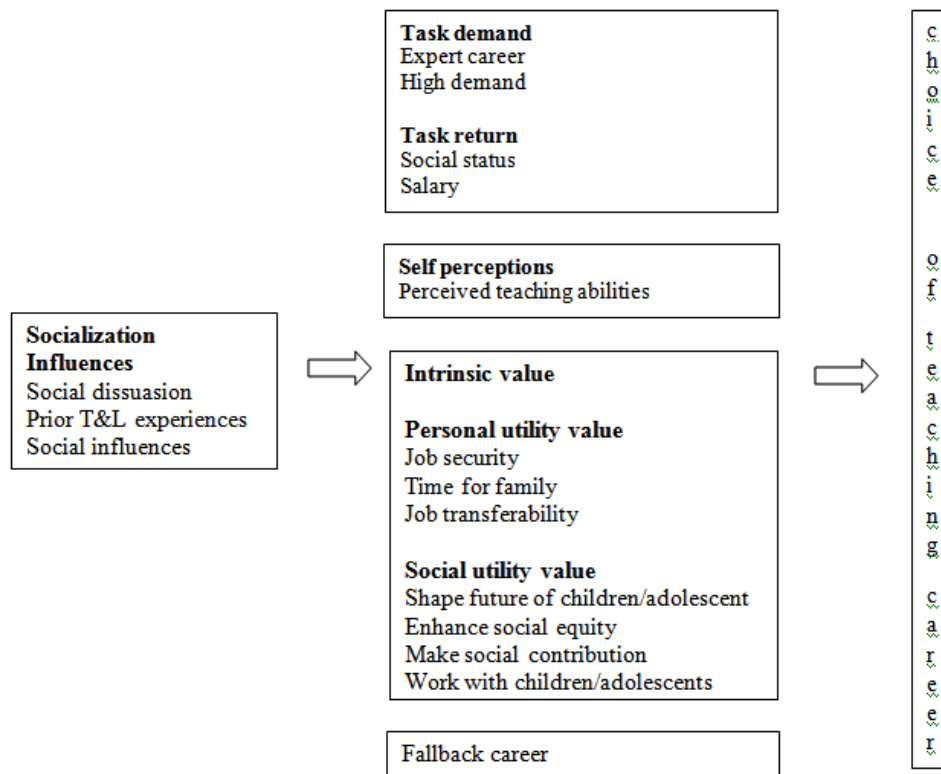 Socialization
Influences
Social dissuasion
Prior T&L experiences
Social influences
Task demand
Expert career
High demand
Task return
Social status
Salary
Self perceptions
Perceived teaching abilities
Intrinsic value
Personal utility value
Job security
Time for family
Job transferability
Social utility value
Shape future of children/adolescent
Enhance social equity
Make social contribution
Work with children/adolescents
Fallback career
c
h
o
i
c
e
o
f
t
e
a
c
h
i
n
g
c
a
r
e
e
r